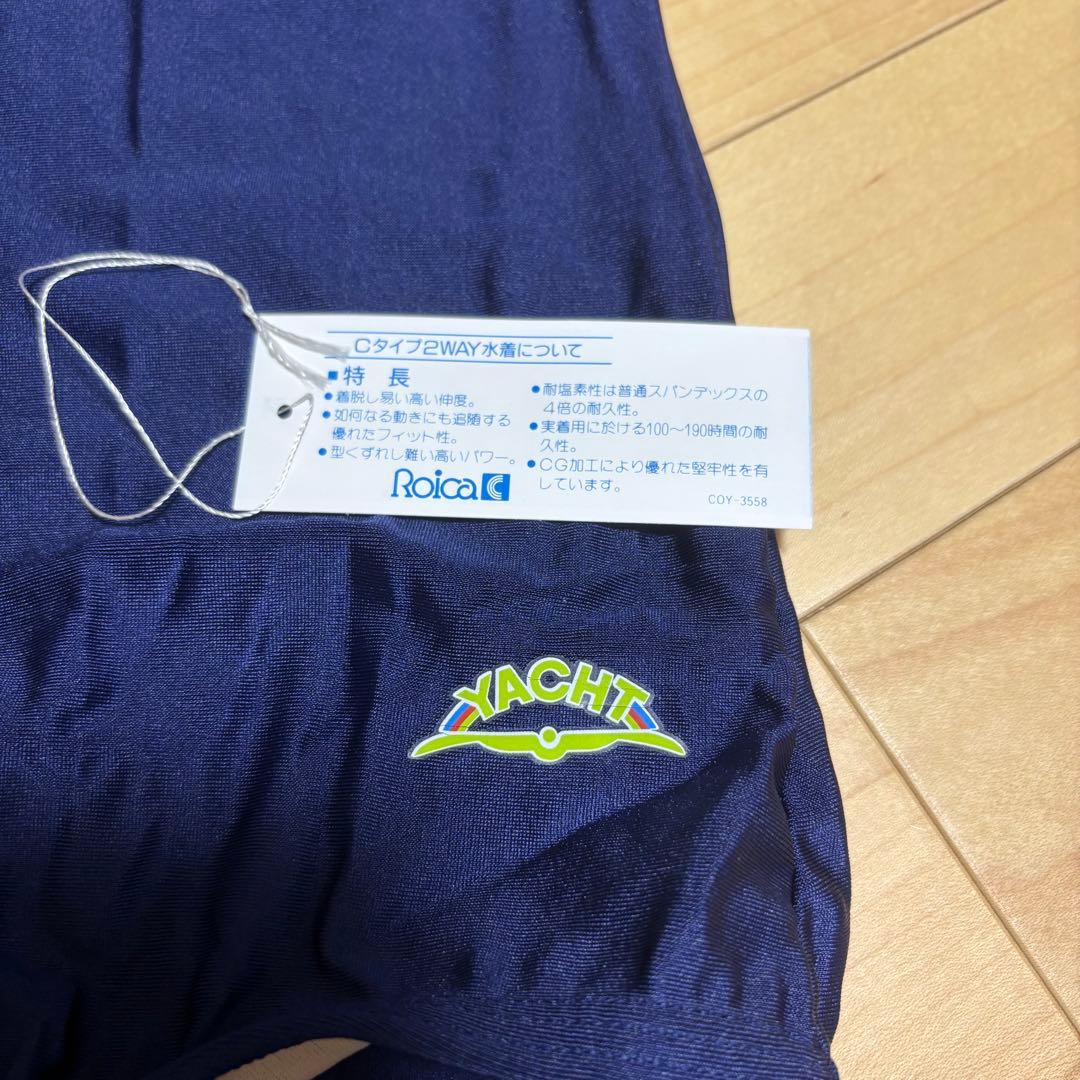 Cタイプ2WAY水着について
■特 長
●着脱し易い高い伸度。
●如何なる動きにも追随する
優れたフィット性。
●型くずれし難い高いパワー。
Roica
●耐塩素性は普通スパンデックスの
4倍の耐久性。
●実着用に於ける100〜190時間の耐
久性。
●CG加工により優れた堅牢性を有
しています。
COY-3558
YACHT